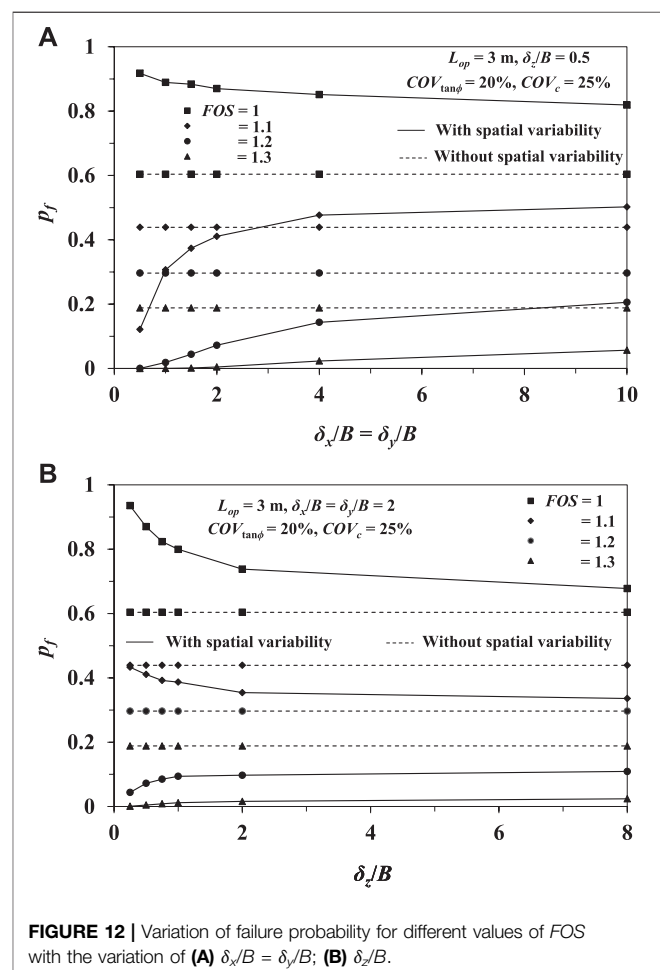 A
L_op = 3 m, δ_z/B = 0.5
COV_tanϕ = 20%, COV_c = 25%
FOS = 1
= 1.1
= 1.2
= 1.3
With spatial variability
Without spatial variability
1
0.8
0.6
0.4
0.2
0
p_f
0 2 4 6 8 10
δ_x/B = δ_y/B
B
L_op = 3 m, δ_x/B = δ_y/B = 2
COV_tanϕ = 20%, COV_c = 25%
FOS = 1
= 1.1
= 1.2
= 1.3
With spatial variability
Without spatial variability
1
0.8
0.6
0.4
0.2
0
p_f
0 2 4 6 8
δ_z/B
FIGURE 12 | Variation of failure probability for different values of FOS
with the variation of (A) δ_x/B = δ_y/B; (B) δ_z/B.